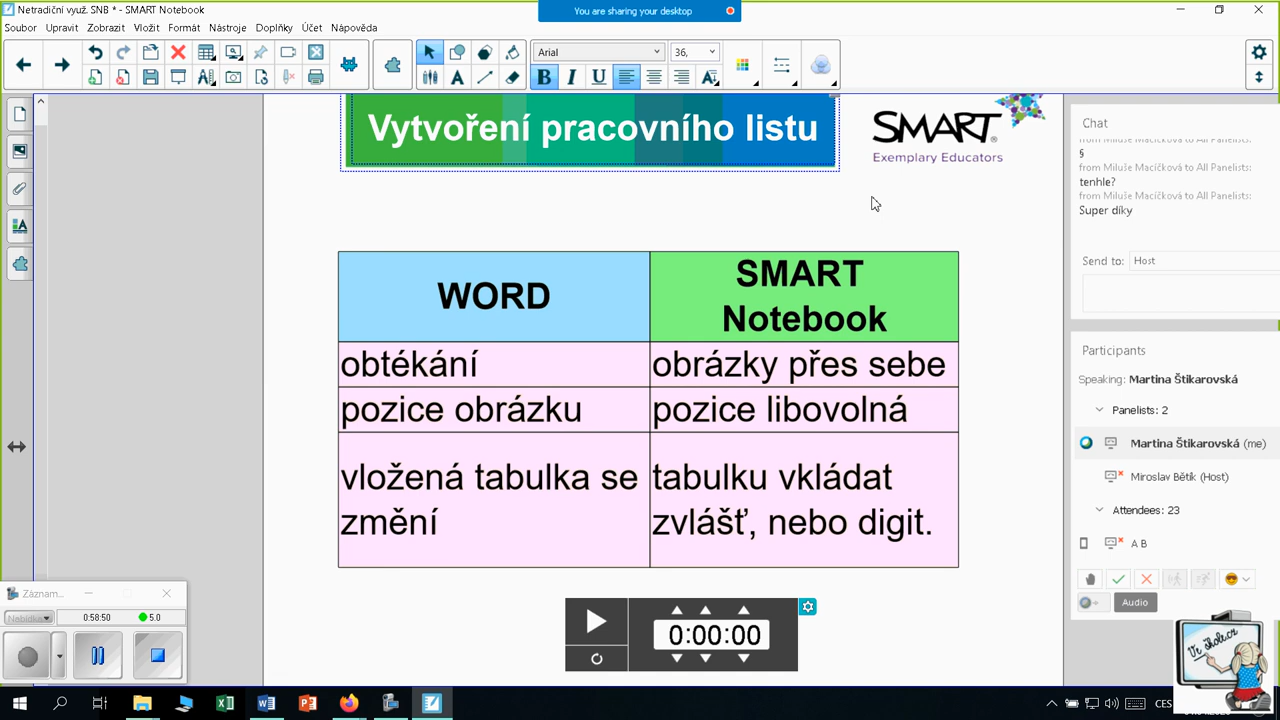 Netradiční využ. SNB * - SMART Notebook
You are sharing your desktop
Soubor Upravit Zobrazit Vložit Formát Nástroje Doplňky Účet Nápověda
Arial
36,
B I U
Vytvoření pracovního listu
SMART
Exemplary Educators
WORD
SMART
Notebook
obtékání
obrázky přes sebe
pozice obrázku
pozice libovolná
vložená tabulka se
změní
tabulku vkládat
zvlášť, nebo digit.
0:00:00
Chat
from Miluše Macíčková to All Panelists:
§
from Miluše Macíčková to All Panelists:
tenhle?
from Miluše Macíčková to All Panelists:
Super díky
Send to: Host
Participants
Speaking: Martina Štikarovská
Panelists: 2
Martina Štikarovská (me)
Miroslav Bětík (Host)
Attendees: 23
A B
Audio
Záznam...
Nabídka
0:58:50
5.0
Ve škole.cz
CES